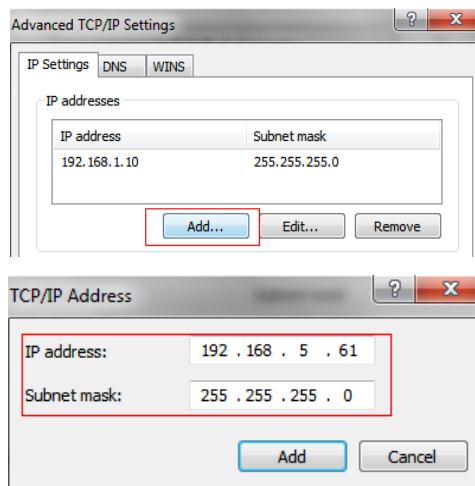 Advanced TCP/IP Settings
IP Settings DNS WINS
IP addresses
IP address Subnet mask
192.168.1.10 255.255.255.0
Add... Edit... Remove
TCP/IP Address
IP address: 192 . 168 . 5 . 61
Subnet mask: 255 . 255 . 255 . 0
Add Cancel